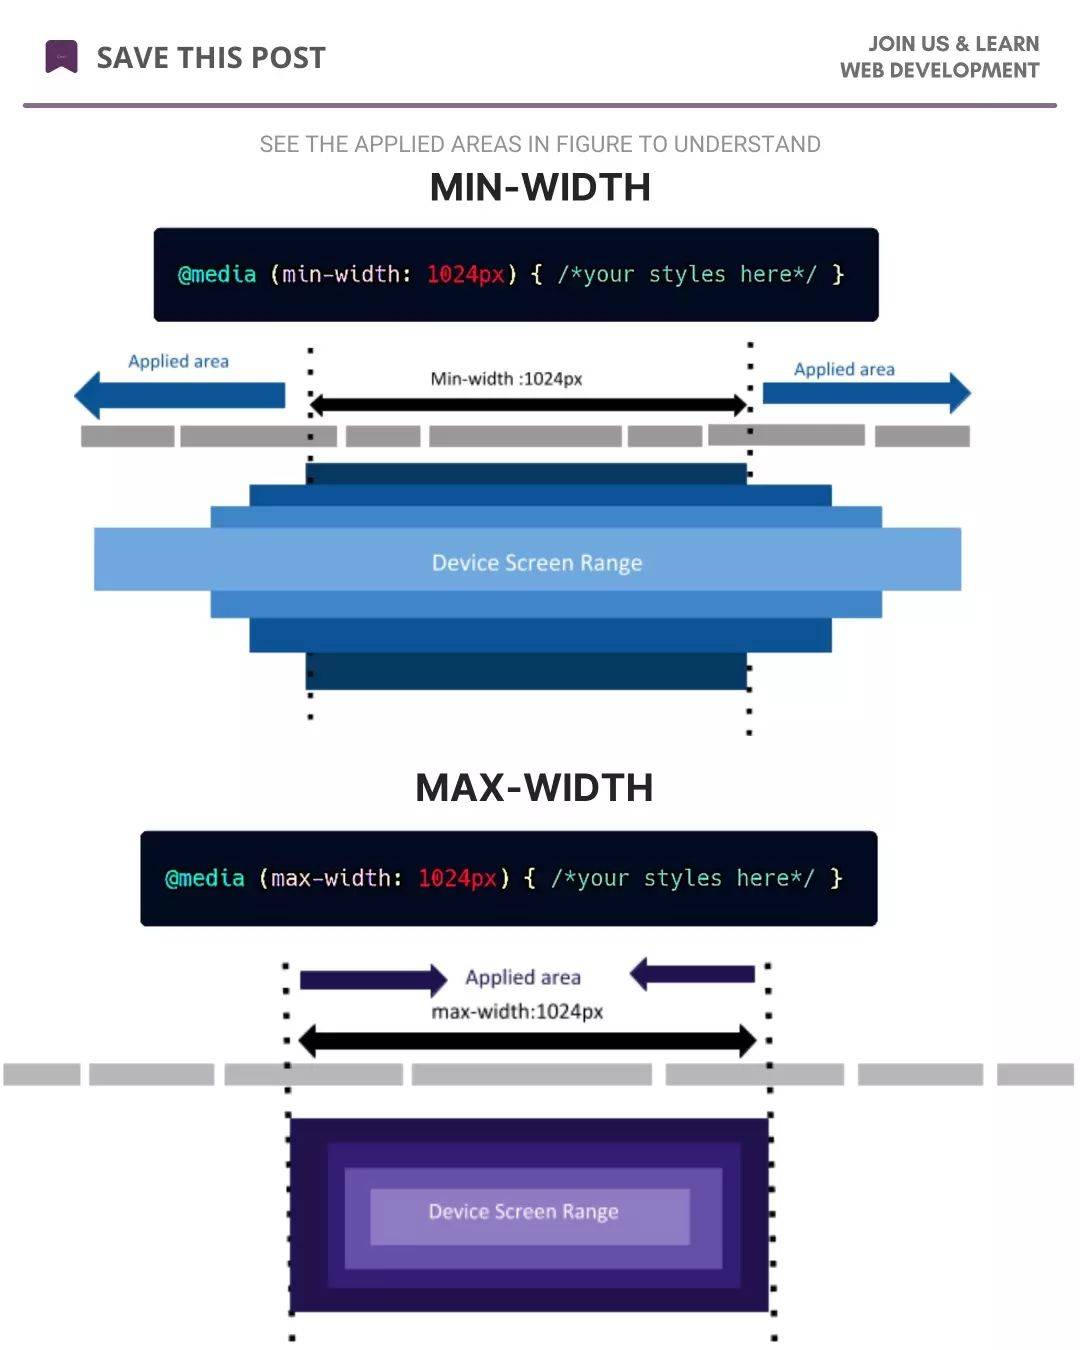 SAVE THIS POST
JOIN US & LEARN
WEB DEVELOPMENT
SEE THE APPLIED AREAS IN FIGURE TO UNDERSTAND
MIN-WIDTH
@media (min-width: 1024px) { /*your styles here*/ }
Applied area
Min-width :1024px
Applied area
Device Screen Range
MAX-WIDTH
@media (max-width: 1024px) { /*your styles here*/ }
Applied area
max-width:1024px
Device Screen Range